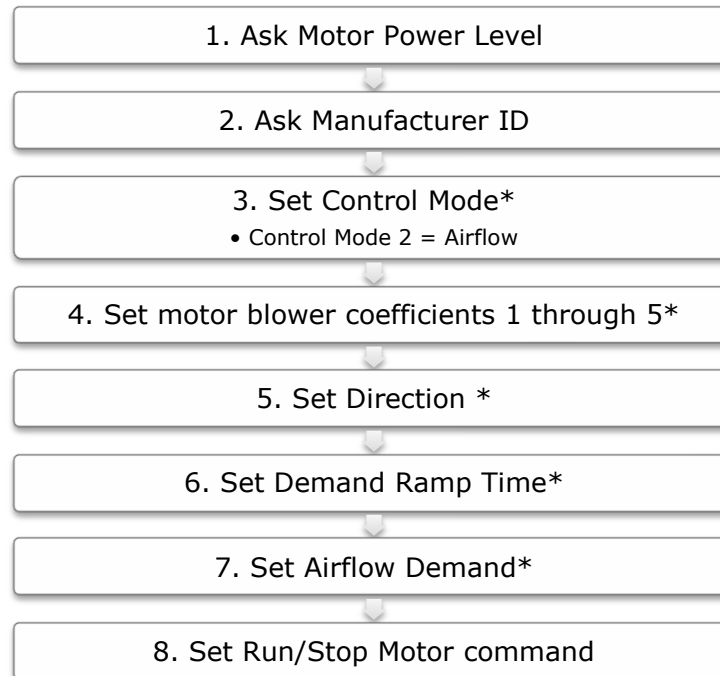 1. Ask Motor Power Level
2. Ask Manufacturer ID
3. Set Control Mode*
• Control Mode 2 = Airflow
4. Set motor blower coefficients 1 through 5*
5. Set Direction *
6. Set Demand Ramp Time*
7. Set Airflow Demand*
8. Set Run/Stop Motor command